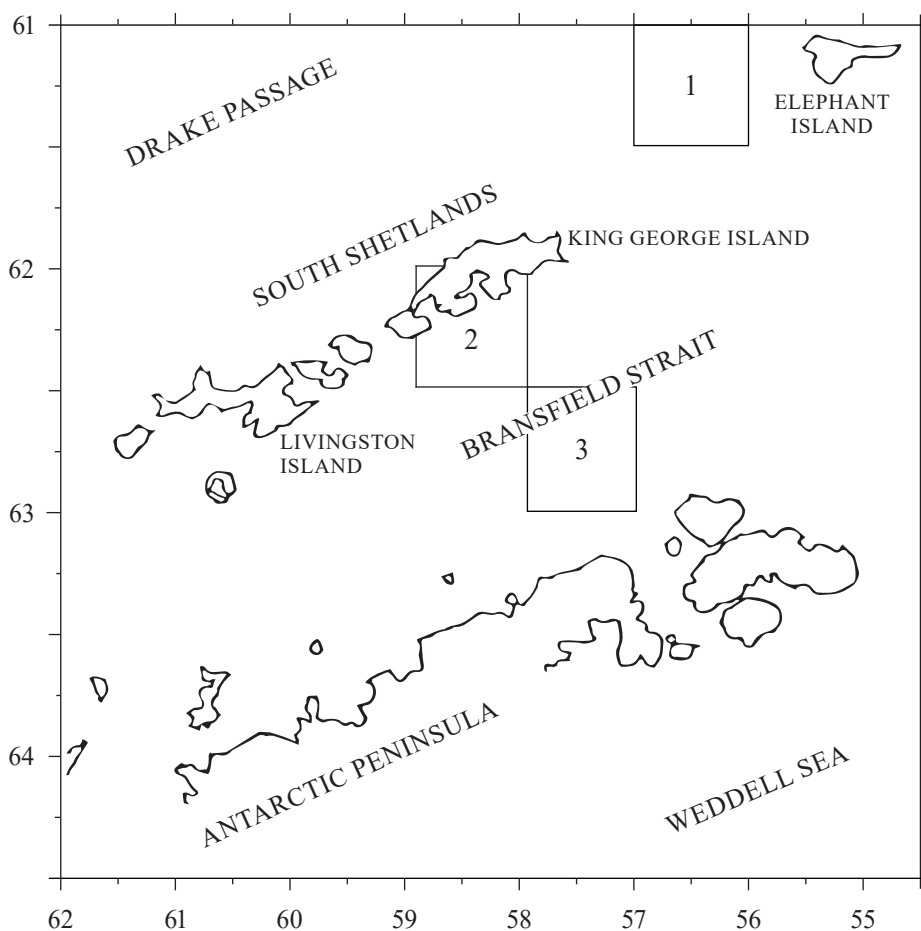 61
1
ELEPHANT
ISLAND
DRAKE PASSAGE
SOUTH SHETLANDS
KING GEORGE ISLAND
62
2
BRANSFIELD STRAIT
LIVINGSTON
ISLAND
3
63
ANTARCTIC PENINSULA
64
WEDDELL SEA
62 61 60 59 58 57 56 55